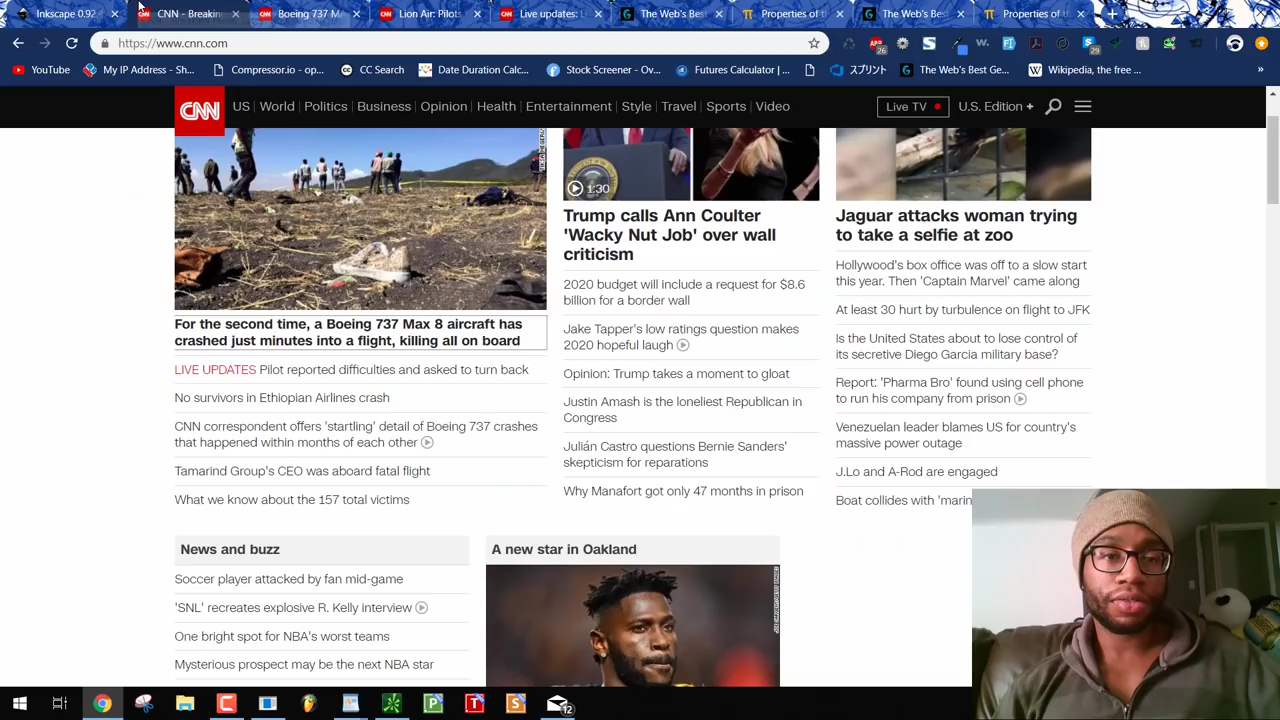 Inkscape 0.92.
CNN - Breakin
Boeing 737 M
Lion Air: Pilots
Live updates:
The Web's Bes
Properties of
The Web's Bes
Properties of t
https://www.cnn.com
26
29
YouTube
My IP Address - Sh...
Compressor.io - op...
CC Search
Date Duration Calc...
Stock Screener - Ov...
Futures Calculator |...
スプリント
The Web's Best Ge...
Wikipedia, the free ...
CNN
US
World
Politics
Business
Opinion
Health
Entertainment
Style
Travel
Sports
Video
Live TV
U.S. Edition +
1:30
For the second time, a Boeing 737 Max 8 aircraft has
crashed just minutes into a flight, killing all on board
LIVE UPDATES Pilot reported difficulties and asked to turn back
No survivors in Ethiopian Airlines crash
CNN correspondent offers 'startling' detail of Boeing 737 crashes
that happened within months of each other
Tamarind Group's CEO was aboard fatal flight
What we know about the 157 total victims
Trump calls Ann Coulter
'Wacky Nut Job' over wall
criticism
2020 budget will include a request for $8.6
billion for a border wall
Jake Tapper's low ratings question makes
2020 hopeful laugh
Opinion: Trump takes a moment to gloat
Justin Amash is the loneliest Republican in
Congress
Julián Castro questions Bernie Sanders'
skepticism for reparations
Why Manafort got only 47 months in prison
Jaguar attacks woman trying
to take a selfie at zoo
Hollywood's box office was off to a slow start
this year. Then 'Captain Marvel' came along
At least 30 hurt by turbulence on flight to JFK
Is the United States about to lose control of
its secretive Diego Garcia military base?
Report: 'Pharma Bro' found using cell phone
to run his company from prison
Venezuelan leader blames US for country's
massive power outage
J.Lo and A-Rod are engaged
Boat collides with 'marin
News and buzz
Soccer player attacked by fan mid-game
'SNL' recreates explosive R. Kelly interview
One bright spot for NBA's worst teams
Mysterious prospect may be the next NBA star
A new star in Oakland
12